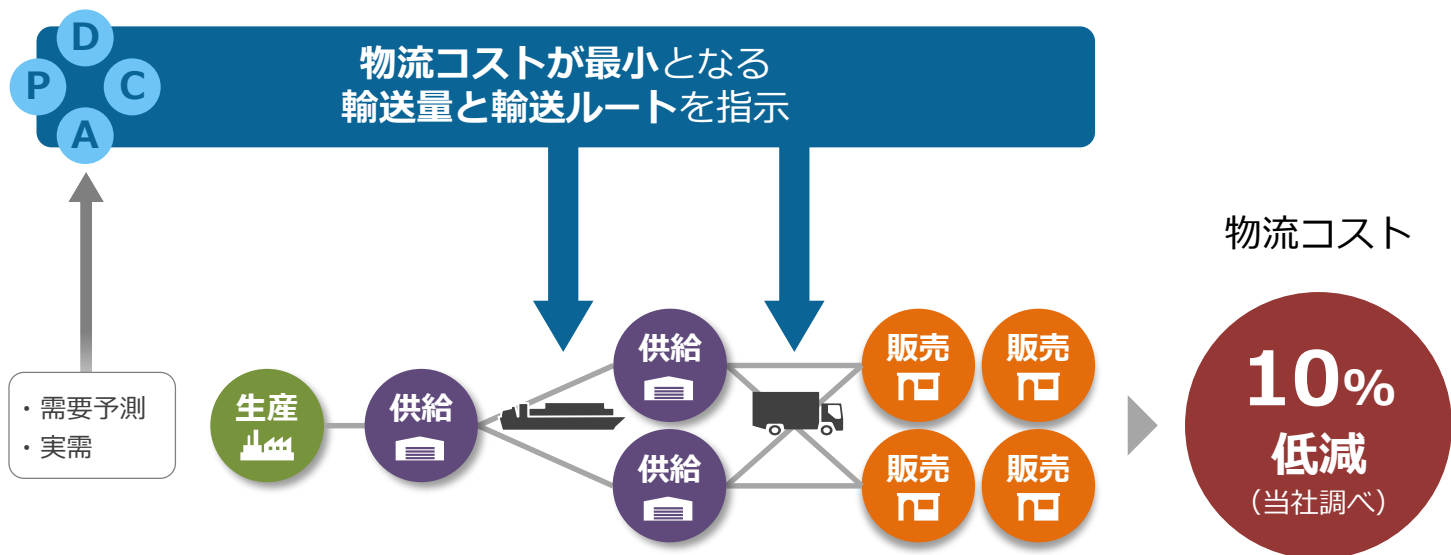 D
P
C
A
物流コストが最小となる
輸送量と輸送ルートを指示
物流コスト
・需要予測
・実需
生産
供給
供給
供給
販売
販売
販売
販売
10%
低減
（当社調べ）